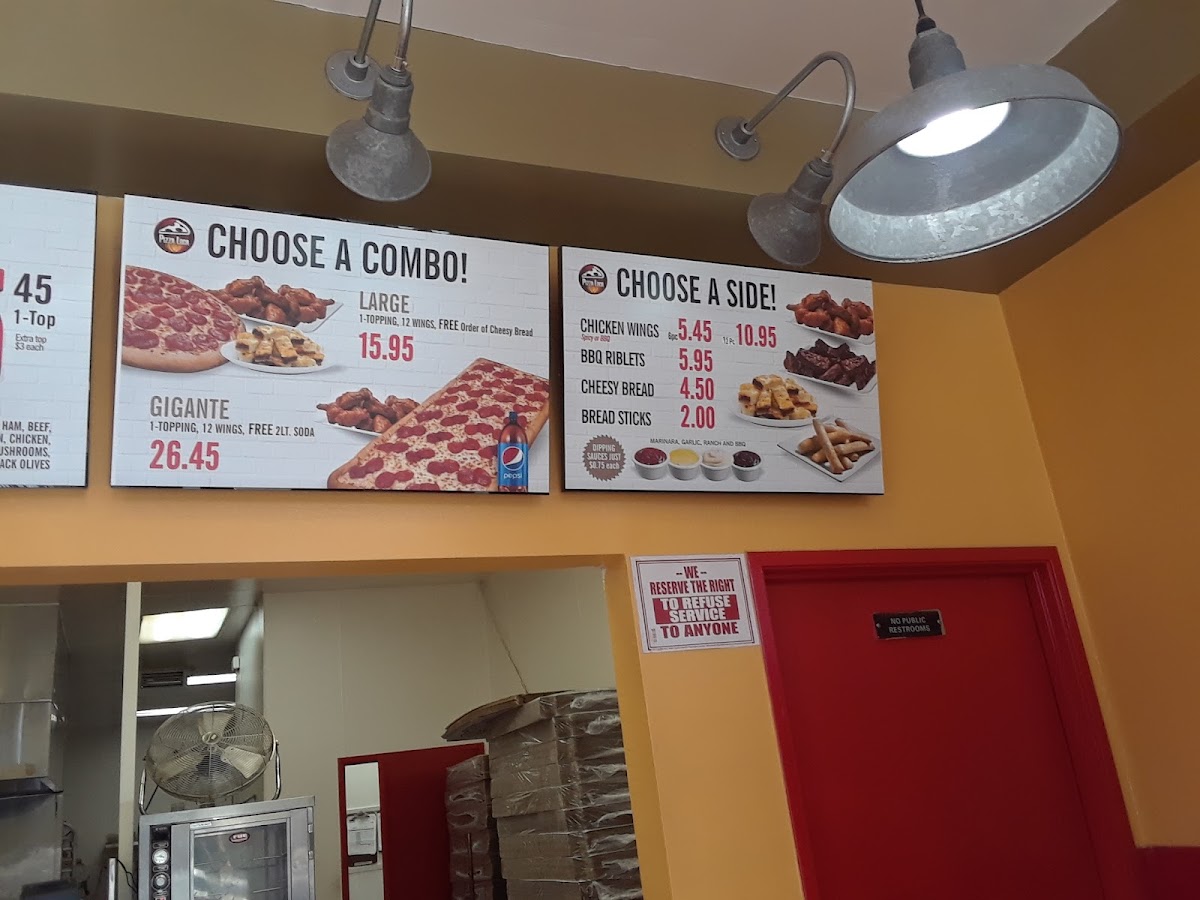 45
1-Top
Extra top
$3 each
HAM, BEEF,
N, CHICKEN,
USHROOMS,
ACK OLIVES
CHOOSE A COMBO!
LARGE
1-TOPPING, 12 WINGS, FREE Order of Cheesy Bread
15.95
GIGANTE
1-TOPPING, 12 WINGS, FREE 2LT. SODA
26.45
pepsi
CHOOSE A SIDE!
CHICKEN WINGS 6pc 5.45 10.95
Spicy or BBQ
BBQ RIBLETS 5.95
CHEESY BREAD 4.50
BREAD STICKS 2.00
MARINARA, GARLIC, RANCH AND BBQ
DIPPING
SAUCES JUST
$0.75 each
-- WE --
RESERVE THE RIGHT
TO REFUSE
SERVICE
TO ANYONE
NO PUBLIC
RESTROOMS